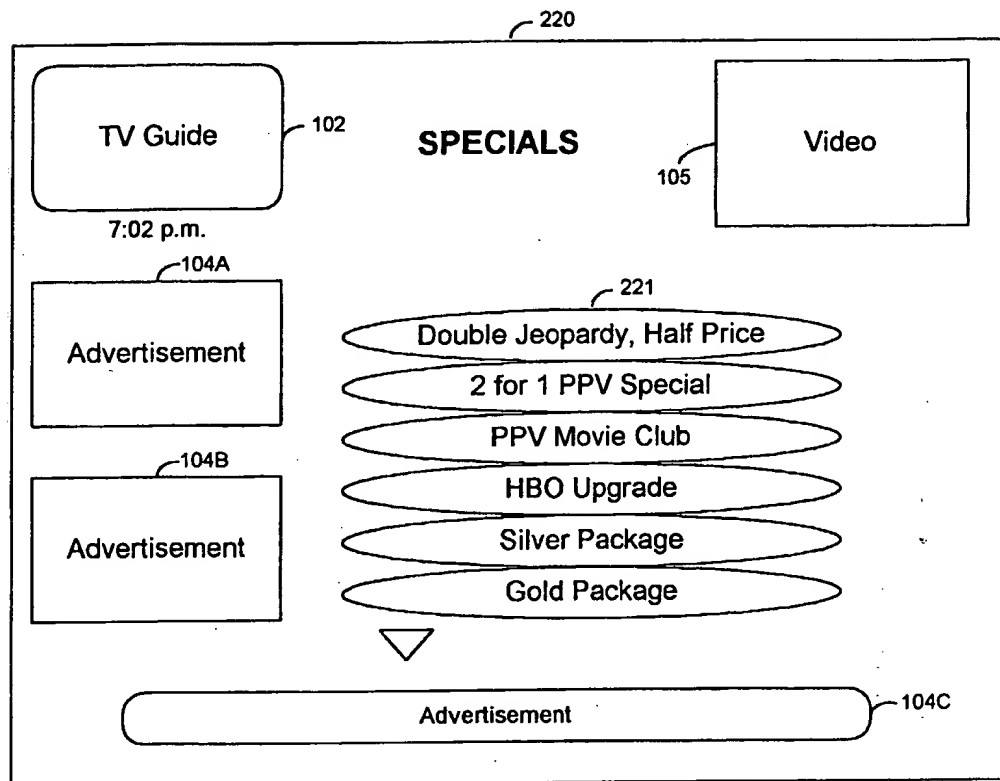 220
TV Guide
102
SPECIALS
105
Video
7:02 p.m.
104A
Advertisement
221
Double Jeopardy, Half Price
2 for 1 PPV Special
PPV Movie Club
104B
Advertisement
HBO Upgrade
Silver Package
Gold Package
Advertisement
104C